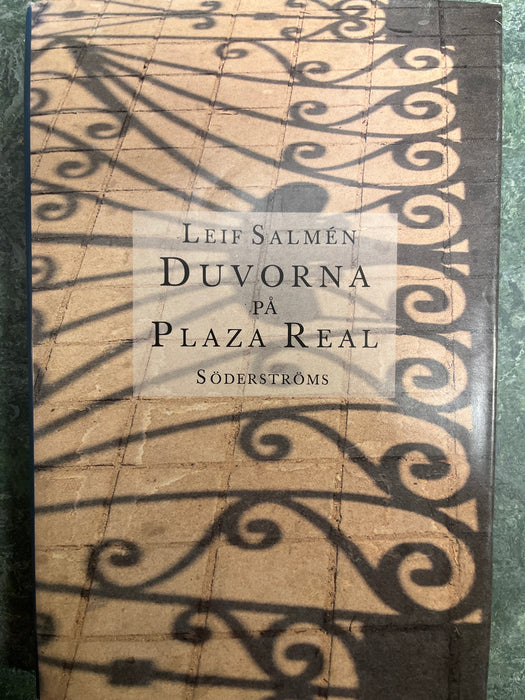 Leif Salmén
Duvorna
på
Plaza Real
Söderströms